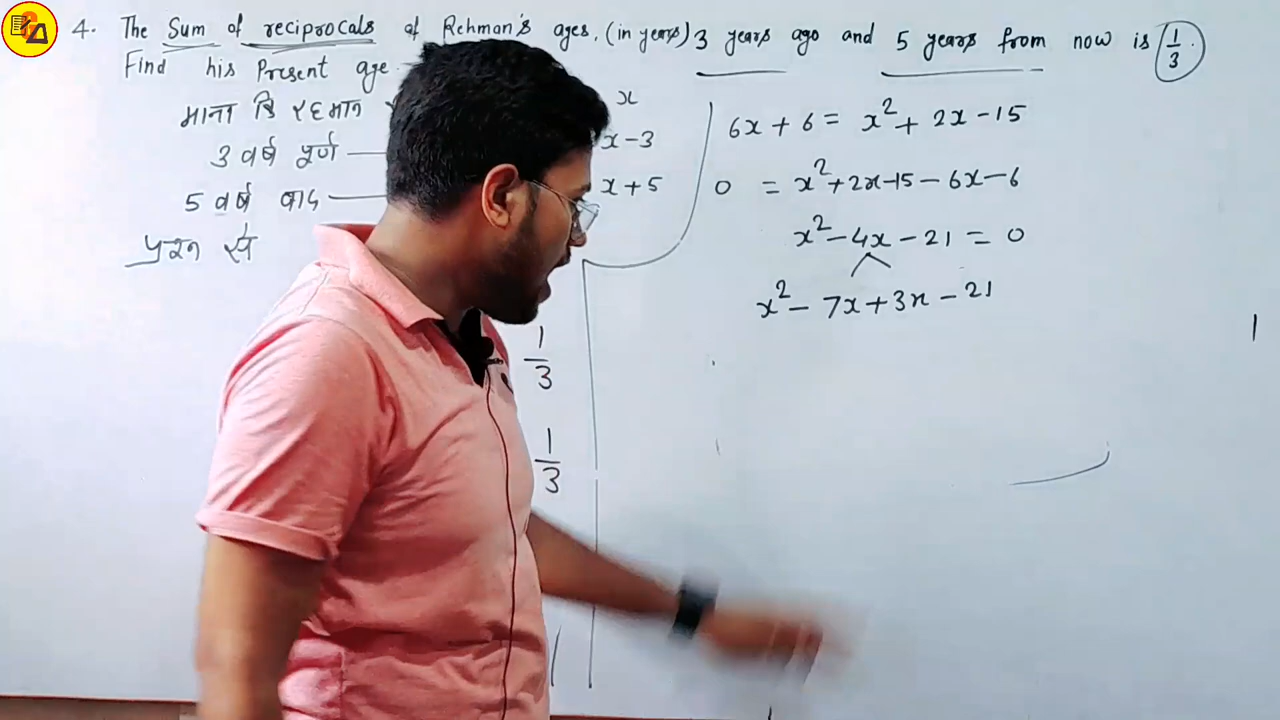 4. The Sum of reciprocals of Rehman's ages, (in years) 3 years ago and 5 years from now is 1/3.
Find his Present age
माना कि रहमान
x
3 वर्ष पूर्ण —
x-3
5 वर्ष बाद —
x+5
प्रश्न से
1/3
1/3
6x + 6 = x² + 2x - 15
0 = x² + 2x - 15 - 6x - 6
x² - 4x - 21 = 0
x² - 7x + 3x - 21